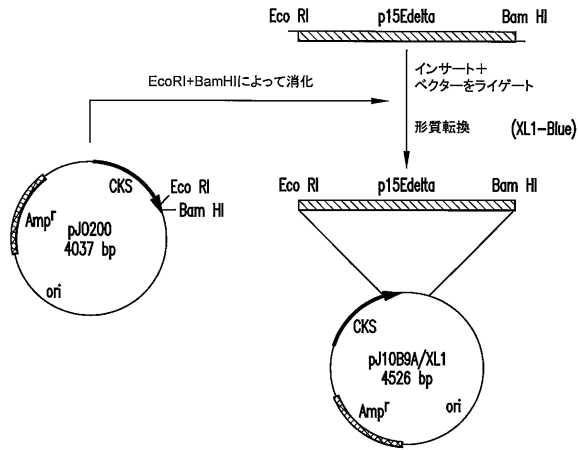 Eco RI p15Edelta Bam HI
EcoRI+BamHIによって消化
インサート+
ベクターをライゲート
形質転換 (XL1-Blue)
CKS
Eco RI
Bam HI
Ampr
pJO200
4037 bp
ori
Eco RI p15Edelta Bam HI
CKS
pJ10B9A/XL1
4526 bp
Ampr
ori